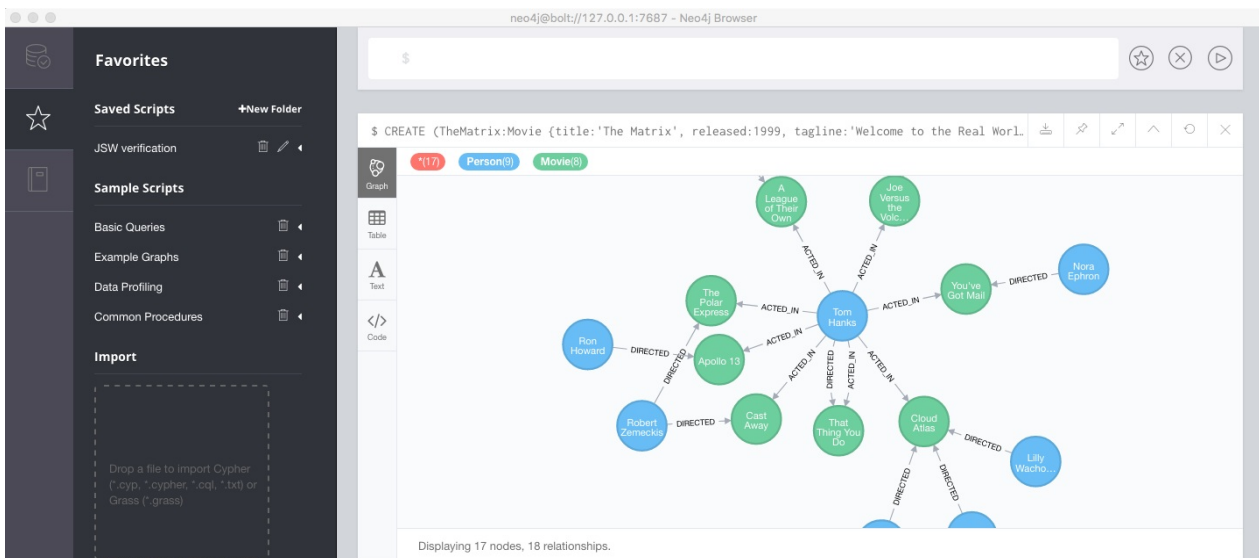 neo4j@bolt://127.0.0.1:7687 - Neo4j Browser
Favorites
Saved Scripts
+New Folder
JSW verification
Sample Scripts
Basic Queries
Example Graphs
Data Profiling
Common Procedures
Import
Drop a file to import Cypher
(*.cyp, *.cypher, *.cql, *.txt) or
Grass (*.grass)
$
$ CREATE (TheMatrix:Movie {title:'The Matrix', released:1999, tagline:'Welcome to the Real Worl…
Graph
Table
Text
Code
*(17)
Person(9)
Movie(8)
A
League
of Their
Own
Joe
Versus
the
Volc...
ACTED_IN
ACTED_IN
Nora
Ephron
DIRECTED
You've
Got Mail
ACTED_IN
The
Polar
Express
ACTED_IN
Tom
Hanks
Ron
Howard
DIRECTED
Apollo 13
ACTED_IN
DIRECTED
ACTED_IN
DIRECTED
ACTED_IN
ACTED_IN
Robert
Zemeckis
DIRECTED
Cast
Away
That
Thing You
Do
Cloud
Atlas
DIRECTED
Lilly
Wacho...
DIRECTED
DIRECTED
Displaying 17 nodes, 18 relationships.